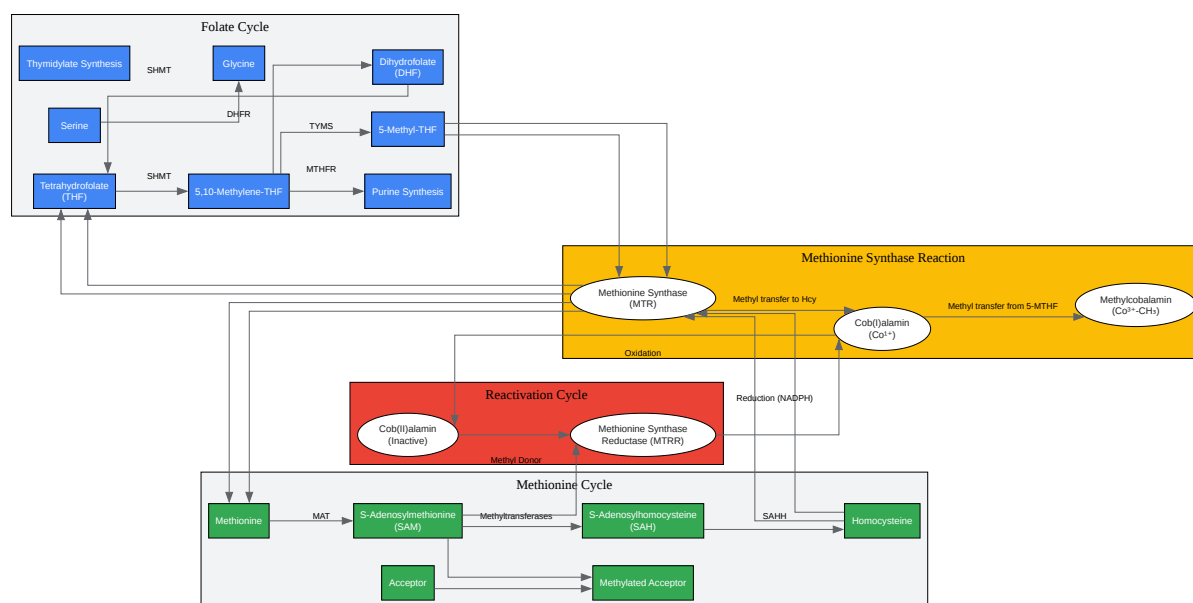 Folate Cycle
Thymidylate Synthesis
SHMT
Glycine
Dihydrofolate
(DHF)
Serine
DHFR
TYMS
5-Methyl-THF
Tetrahydrofolate
(THF)
SHMT
5,10-Methylene-THF
MTHFR
Purine Synthesis
Methionine Synthase Reaction
Methionine Synthase
(MTR)
Methyl transfer to Hcy
Cob(I)alamin
(Co¹⁺)
Methyl transfer from 5-MTHF
Methylcobalamin
(Co³⁺-CH₃)
Oxidation
Reactivation Cycle
Reduction (NADPH)
Cob(II)alamin
(Inactive)
Methionine Synthase
Reductase (MTRR)
Methyl Donor
Methionine Cycle
Methionine
MAT
S-Adenosylmethionine
(SAM)
Methyltransferases
S-Adenosylhomocysteine
(SAH)
SAHH
Homocysteine
Acceptor
Methylated Acceptor